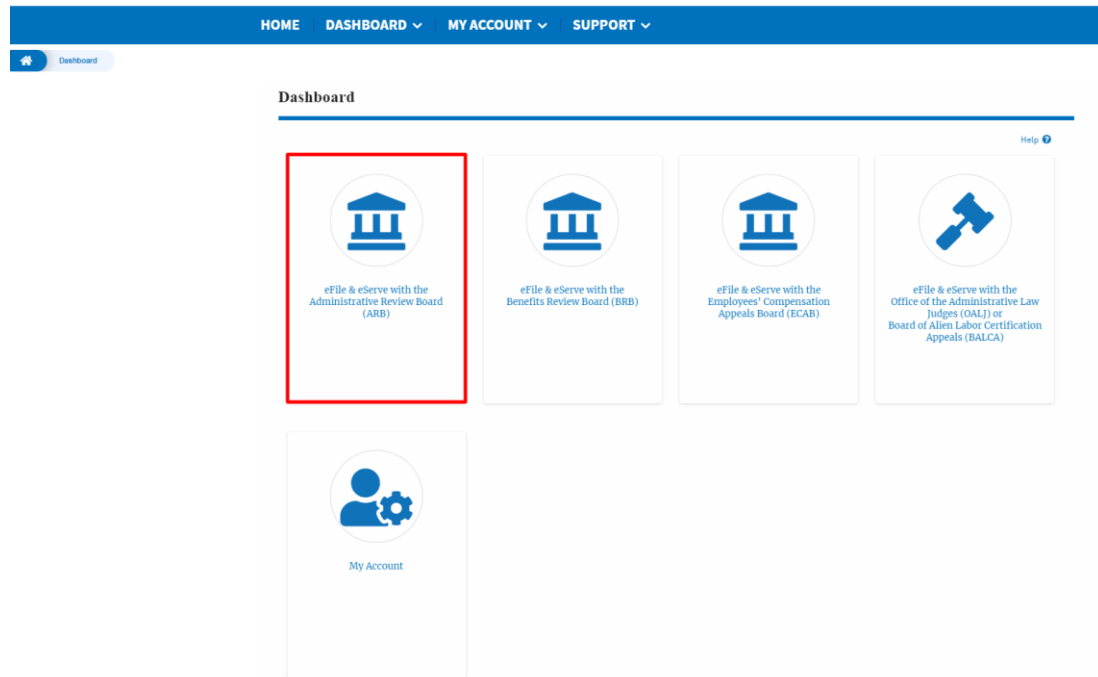 HOME DASHBOARD MY ACCOUNT SUPPORT
Dashboard
Dashboard
Help
eFile & eServe with the
Administrative Review Board
(ARB)
eFile & eServe with the
Benefits Review Board (BRB)
eFile & eServe with the
Employees' Compensation
Appeals Board (ECAB)
eFile & eServe with the
Office of the Administrative Law
Judges (OALJ) or
Board of Alien Labor Certification
Appeals (BALCA)
My Account